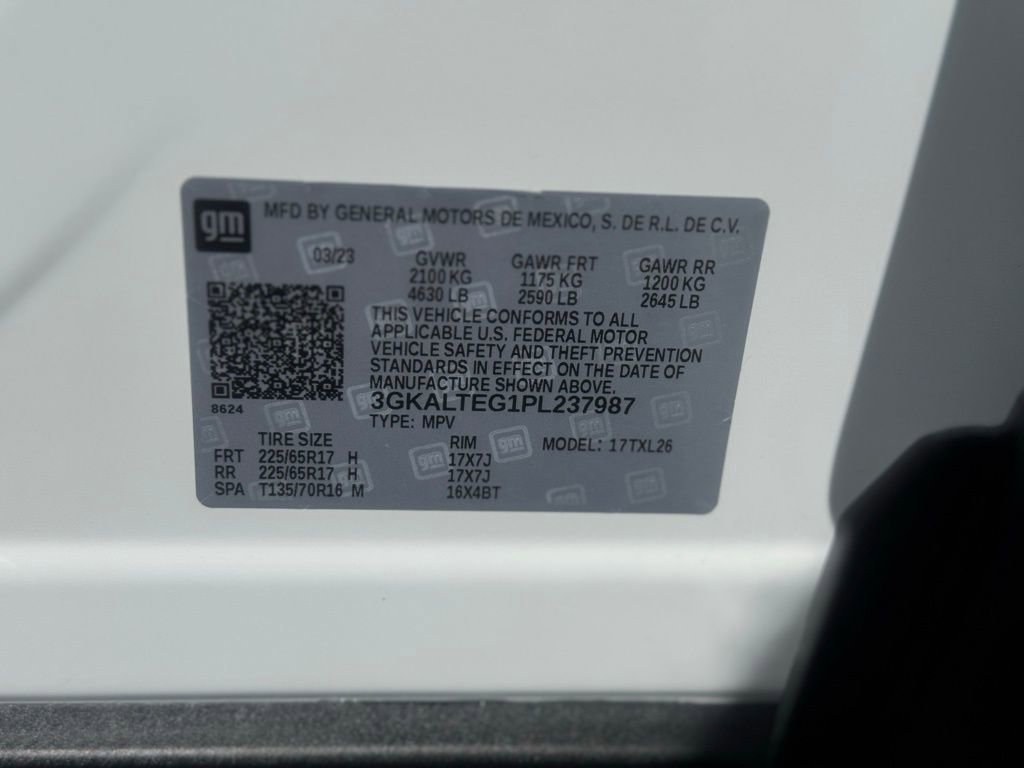 gm MFD BY GENERAL MOTORS DE MEXICO, S. DE R.L. DE C.V.
03/23 GVWR GAWR FRT GAWR RR
2100 KG 1175 KG 1200 KG
4630 LB 2590 LB 2645 LB
THIS VEHICLE CONFORMS TO ALL
APPLICABLE U.S. FEDERAL MOTOR
VEHICLE SAFETY AND THEFT PREVENTION
STANDARDS IN EFFECT ON THE DATE OF
MANUFACTURE SHOWN ABOVE.
3GKALTEG1PL237987
8624
TYPE: MPV
TIRE SIZE RIM MODEL: 17TXL26
FRT 225/65R17 H 17X7J
RR 225/65R17 H 17X7J
SPA T135/70R16 M 16X4BT